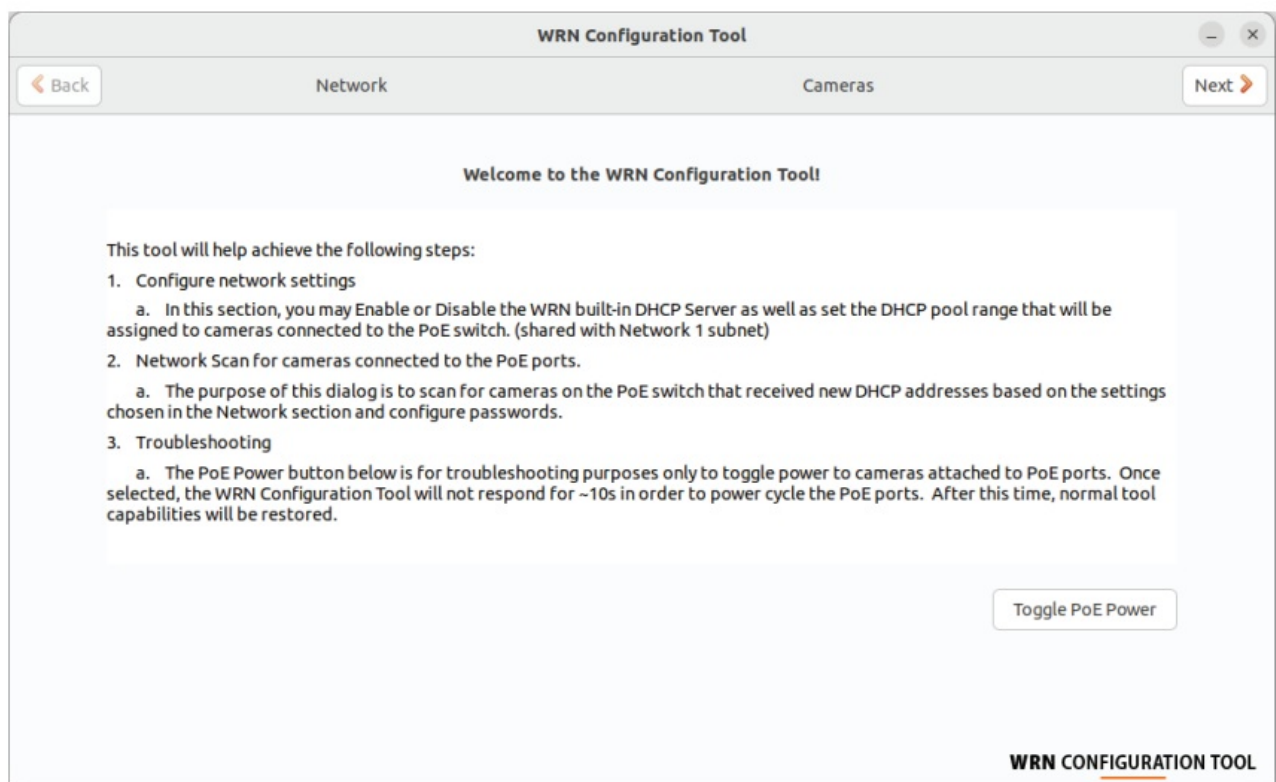 WRN Configuration Tool
Back
Network
Cameras
Next
Welcome to the WRN Configuration Tool!
This tool will help achieve the following steps:
1. Configure network settings
a. In this section, you may Enable or Disable the WRN built-in DHCP Server as well as set the DHCP pool range that will be
assigned to cameras connected to the PoE switch. (shared with Network 1 subnet)
2. Network Scan for cameras connected to the PoE ports.
a. The purpose of this dialog is to scan for cameras on the PoE switch that received new DHCP addresses based on the settings
chosen in the Network section and configure passwords.
3. Troubleshooting
a. The PoE Power button below is for troubleshooting purposes only to toggle power to cameras attached to PoE ports. Once
selected, the WRN Configuration Tool will not respond for ~10s in order to power cycle the PoE ports. After this time, normal tool
capabilities will be restored.
Toggle PoE Power
WRN CONFIGURATION TOOL